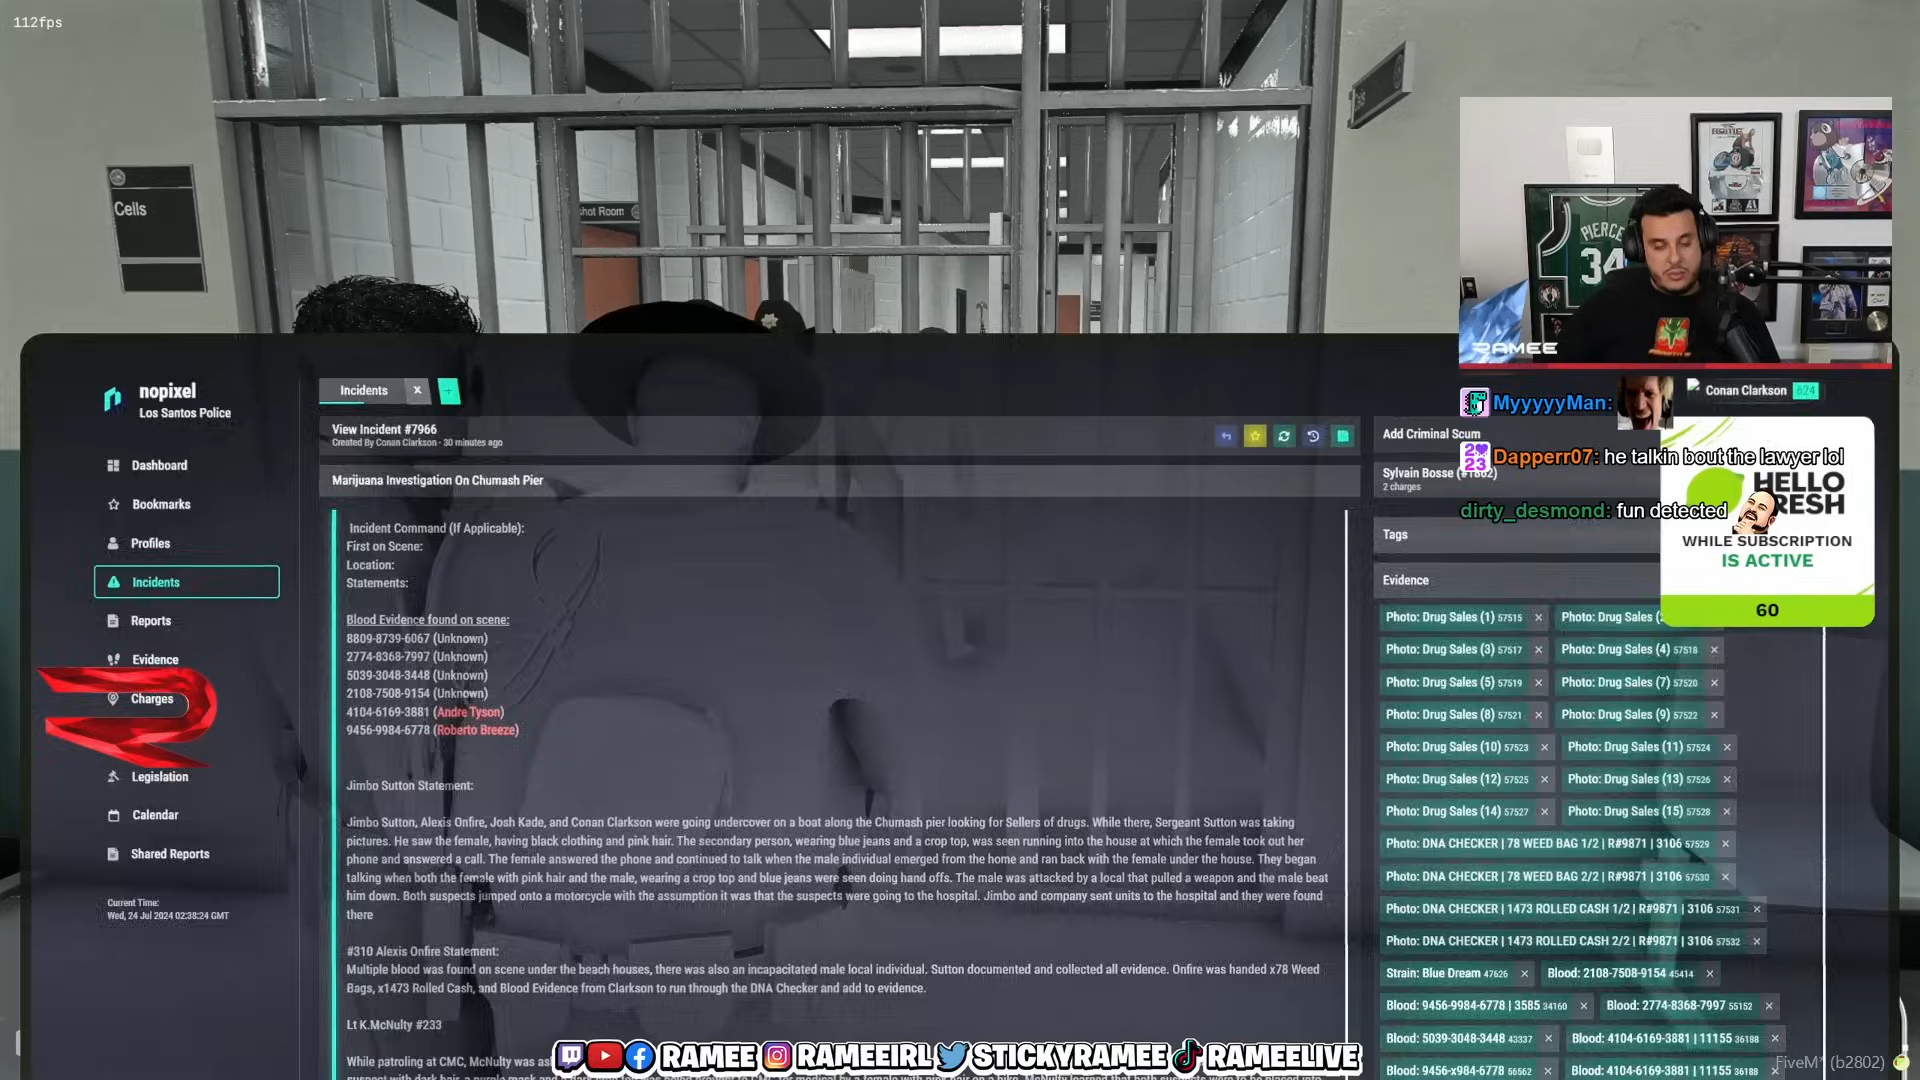 112fps
Cells
shot Room
PIERCE
34
RAMEE
nopixel
Los Santos Police
Dashboard
Bookmarks
Profiles
Incidents
Reports
Evidence
Charges
Legislation
Calendar
Shared Reports
Current Time:
Wed, 24 Jul 2024 02:38:24 GMT
Incidents x +
View Incident #7966
Created By Conan Clarkson - 30 minutes ago
Marijuana Investigation On Chumash Pier
Incident Command (If Applicable):
First on Scene:
Location:
Statements:
Blood Evidence found on scene:
8809-8739-6067 (Unknown)
2774-8368-7997 (Unknown)
5039-3048-3448 (Unknown)
2108-7508-9154 (Unknown)
4104-6169-3881 (Andre Tyson)
9456-9984-6778 (Roberto Breeze)
Jimbo Sutton Statement:
Jimbo Sutton, Alexis Onfire, Josh Kade, and Conan Clarkson were going undercover on a boat along the Chumash pier looking for Sellers of drugs. While there, Sergeant Sutton was taking
pictures. He saw the female, having black clothing and pink hair. The secondary person, wearing blue jeans and a crop top, was seen running into the house at which the female took out her
phone and answered a call. The female answered the phone and continued to talk when the male individual emerged from the home and ran back with the female under the house. They began
talking when both the female with pink hair and the male, wearing a crop top and blue jeans were seen doing hand offs. The male was attacked by a local that pulled a weapon and the male beat
him down. Both suspects jumped onto a motorcycle with the assumption it was that the suspects were going to the hospital. Jimbo and company sent units to the hospital and they were found
there
#310 Alexis Onfire Statement:
Multiple blood was found on scene under the beach houses, there was also an incapacitated male local individual. Sutton documented and collected all evidence. Onfire was handed x78 Weed
Bags, x1473 Rolled Cash, and Blood Evidence from Clarkson to run through the DNA Checker and add to evidence.
Lt K.McNulty #233
While patroling at CMC, McNulty was as
Conan Clarkson 624
Add Criminal Scum
Sylvain Bosse
2 charges
Tags
Evidence
MyyyyyMan:
2 23 Dapperr07: he talkin bout the lawyer lol
dirty_desmond: fun detected
HELLO
FRESH
WHILE SUBSCRIPTION
IS ACTIVE
60
Photo: Drug Sales (1) 57515 x Photo: Drug Sales
Photo: Drug Sales (3) 57517 x Photo: Drug Sales (4) 57518 x
Photo: Drug Sales (5) 57519 x Photo: Drug Sales (7) 57520 x
Photo: Drug Sales (8) 57521 x Photo: Drug Sales (9) 57522 x
Photo: Drug Sales (10) 57523 x Photo: Drug Sales (11) 57524 x
Photo: Drug Sales (12) 57525 x Photo: Drug Sales (13) 57526 x
Photo: Drug Sales (14) 57527 x Photo: Drug Sales (15) 57528 x
Photo: DNA CHECKER | 78 WEED BAG 1/2 | R#9871 | 3106 57529 x
Photo: DNA CHECKER | 78 WEED BAG 2/2 | R#9871 | 3106 57530 x
Photo: DNA CHECKER | 1473 ROLLED CASH 1/2 | R#9871 | 3106 57531 x
Photo: DNA CHECKER | 1473 ROLLED CASH 2/2 | R#9871 | 3106 57532 x
Strain: Blue Dream 47626 x Blood: 2108-7508-9154 45414 x
Blood: 9456-9984-6778 | 3585 34160 x Blood: 2774-8368-7997 55152 x
Blood: 5039-3048-3448 43337 x Blood: 4104-6169-3881 | 11155 36188 x
Blood: 9456-x984-6778 56562 x Blood: 4104-6169-3881 | 11155 36188 x
RAMEE RAMEEIRL STICKYRAMEE RAMEELIVE
FiveM* (b2802)